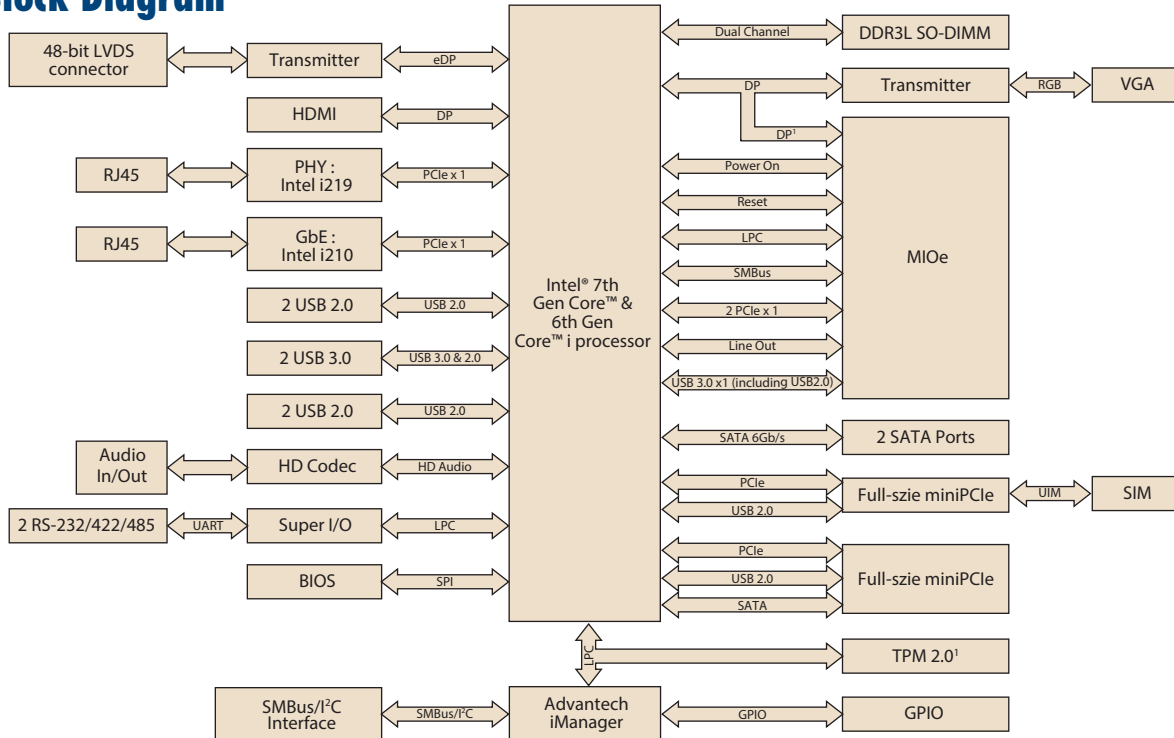 Block Diagram
48-bit LVDS
connector
Transmitter
eDP
HDMI
DP
RJ45
PHY :
Intel i219
PCIe x 1
RJ45
GbE :
Intel i210
PCIe x 1
2 USB 2.0
USB 2.0
2 USB 3.0
USB 3.0 & 2.0
2 USB 2.0
USB 2.0
Audio
In/Out
HD Codec
HD Audio
2 RS-232/422/485
UART
Super I/O
LPC
BIOS
SPI
Intel® 7th
Gen Core™ &
6th Gen
Core™ i processor
Dual Channel
DDR3L SO-DIMM
DP
Transmitter
RGB
VGA
DP¹
Power On
Reset
LPC
SMBus
2 PCIe x 1
Line Out
USB 3.0 x1 (including USB2.0)
MIOe
SATA 6Gb/s
2 SATA Ports
PCIe
USB 2.0
Full-szie miniPCIe
UIM
SIM
PCIe
USB 2.0
SATA
Full-szie miniPCIe
LPC
TPM 2.0¹
SMBus/I²C
Interface
SMBus/I²C
Advantech
iManager
GPIO
GPIO